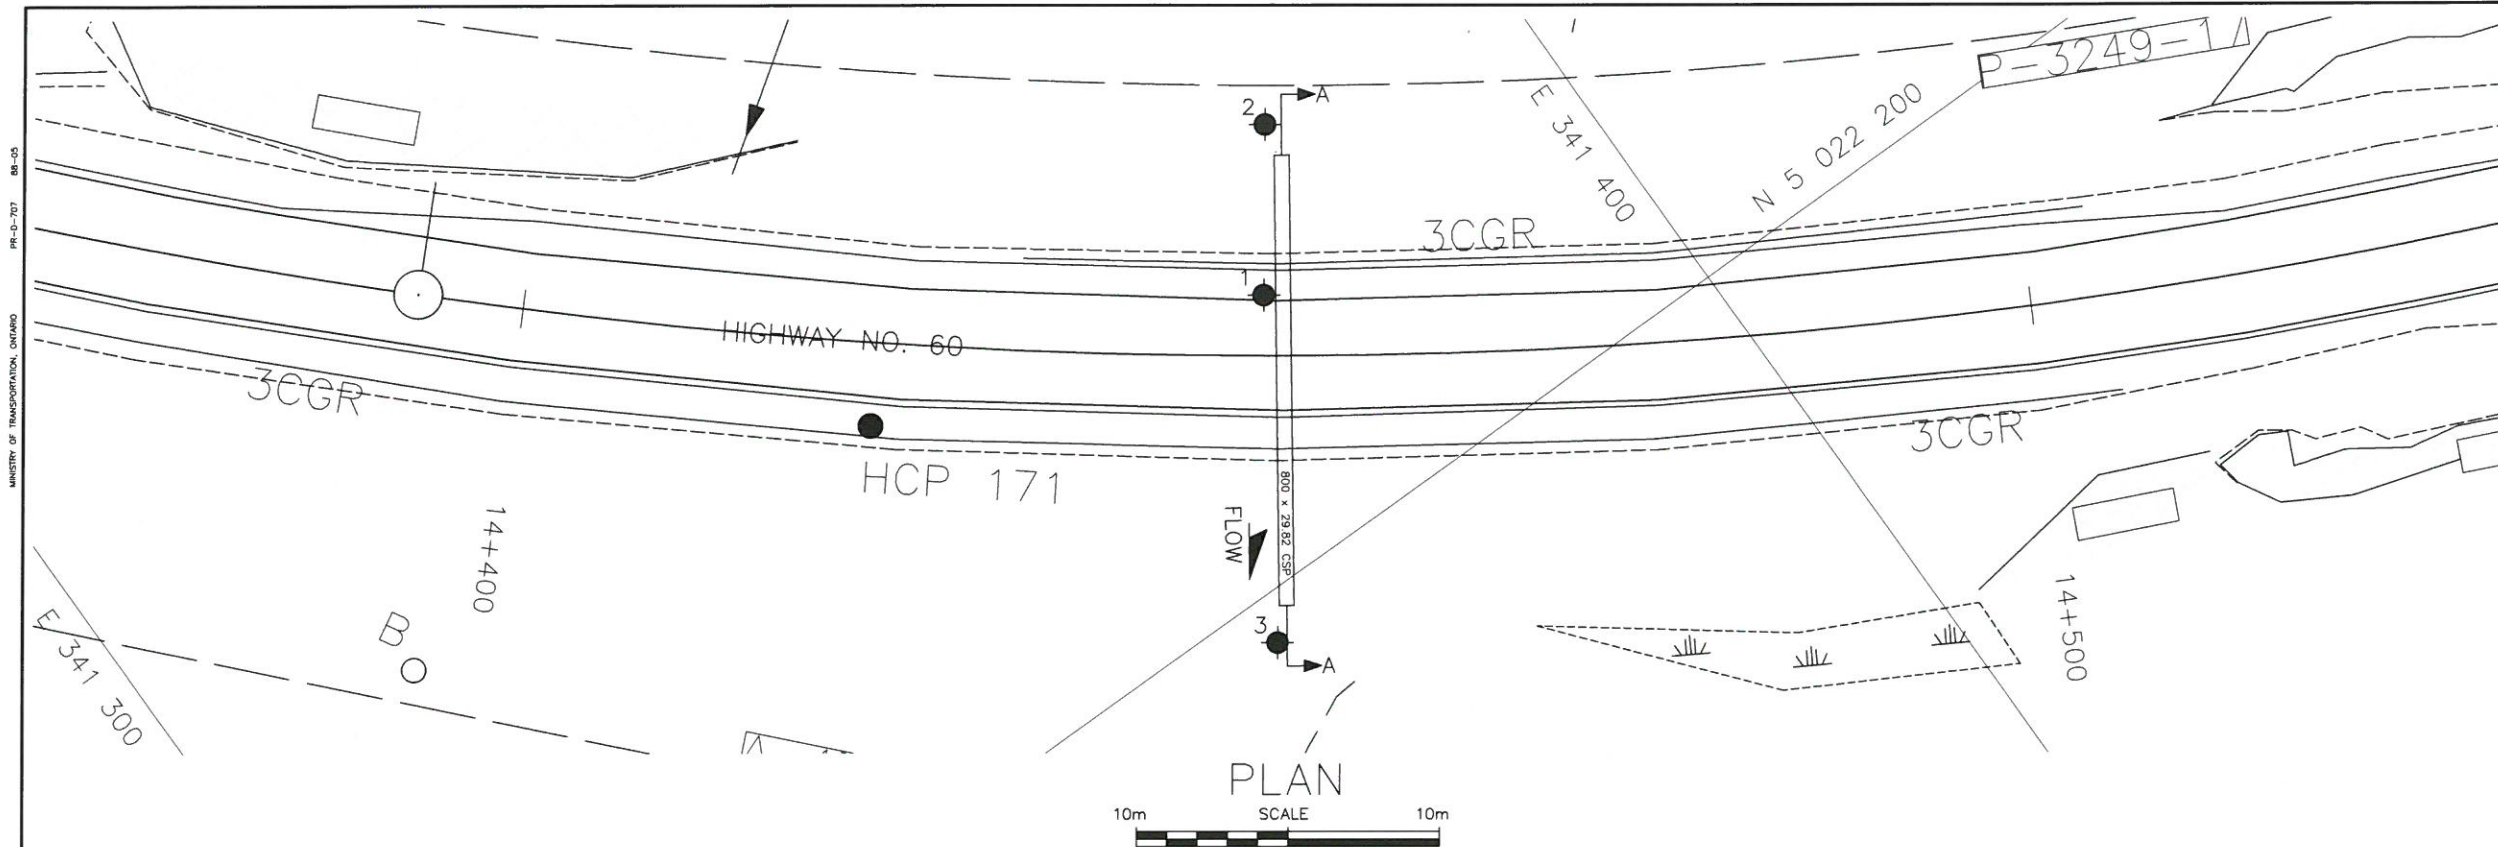 MINISTRY OF TRANSPORTATION, ONTARIO PR-D-707 88-05
P-3249-1
A
2
E 341 400
N 5 022 200
3CGR
1
HIGHWAY NO. 60
3CGR
3CGR
HCP 171
800 x 29.82 CSP
FLOW
14+400
14+500
B
3
A
E 341 300
PLAN
10m SCALE 10m